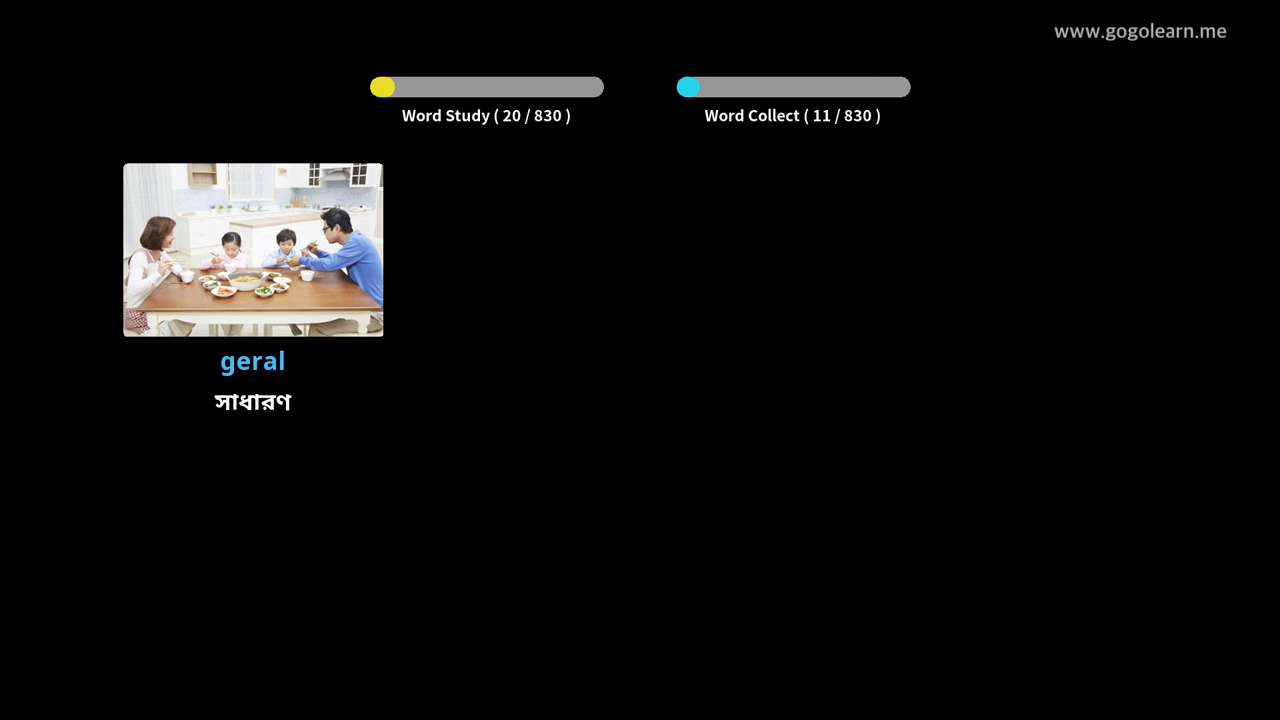 www.gogolearn.me
Word Study ( 20 / 830 )
Word Collect ( 11 / 830 )
geral
সাধারণ